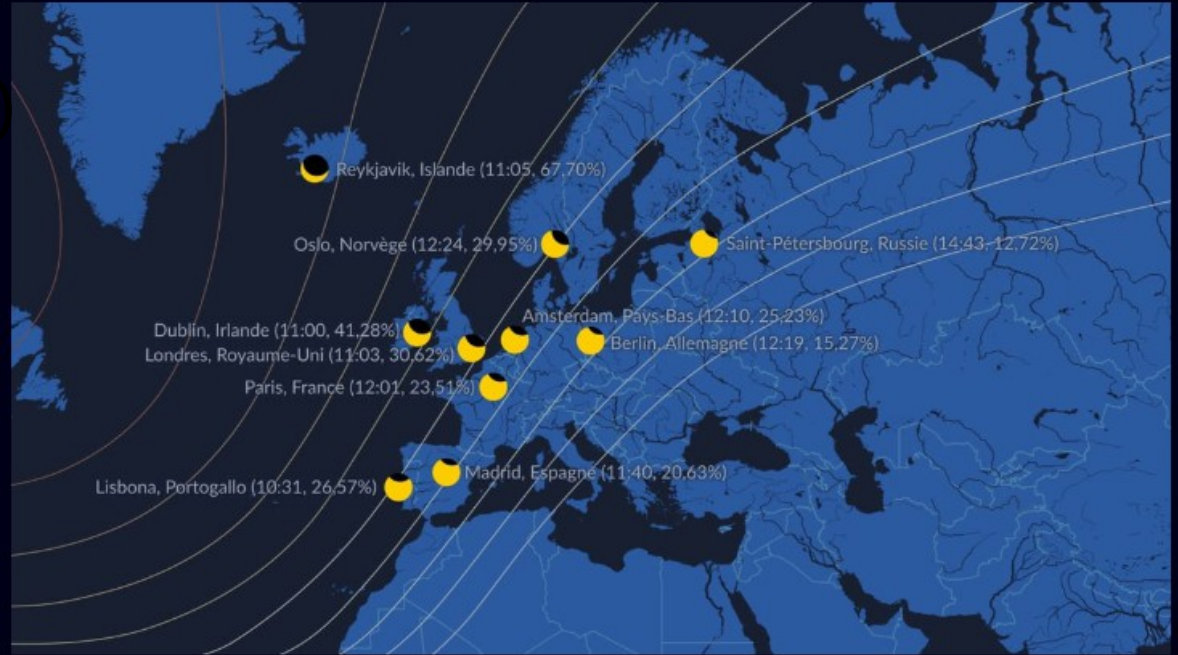 Reykjavik, Islande (11:05, 67,70%)
Oslo, Norvège (12:24, 29,95%)
Saint-Pétersbourg, Russie (14:43, 12,72%)
Amsterdam, Pays-Bas (12:10, 25,23%)
Dublin, Irlande (11:00, 41,28%)
Berlin, Allemagne (12:19, 15,27%)
Londres, Royaume-Uni (11:03, 30,62%)
Paris, France (12:01, 23,51%)
Madrid, Espagne (11:40, 20,63%)
Lisbona, Portogallo (10:31, 26,57%)